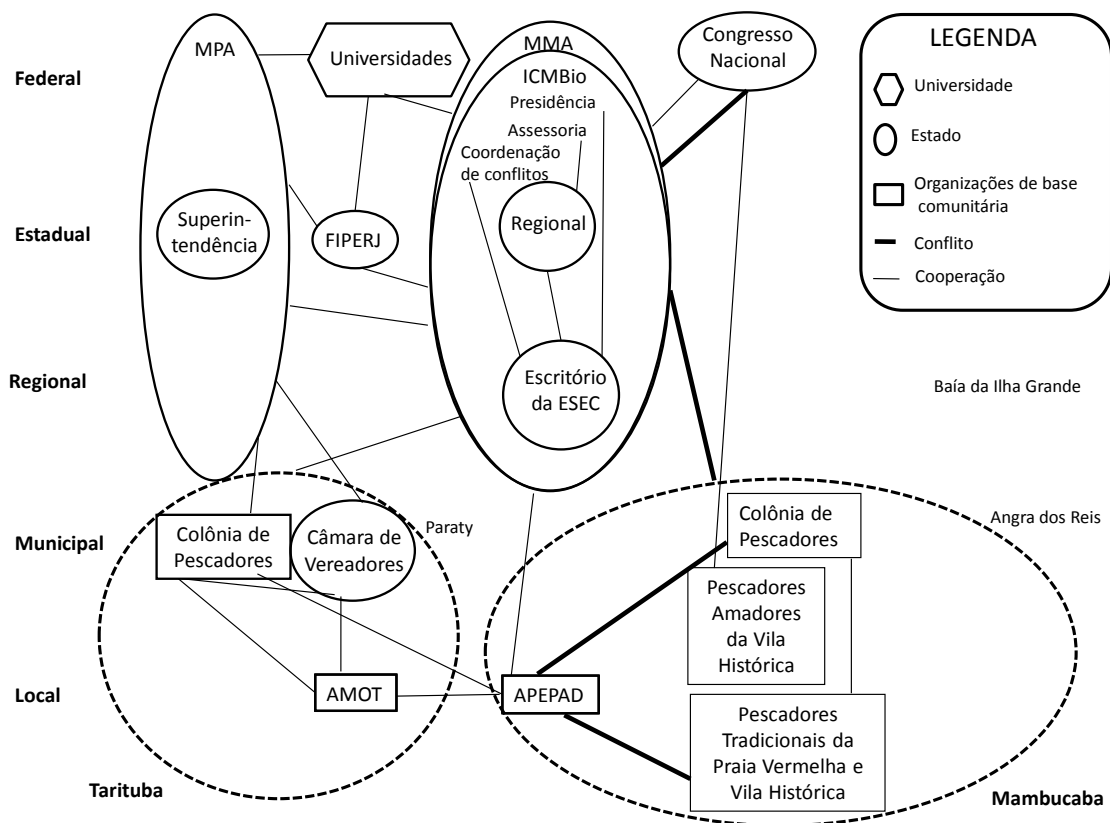 MPA
Universidades
MMA
Congresso
Nacional
LEGENDA
Federal
ICMBio
Presidência
Assessoria
Coordenação
de conflitos
Universidade
Estado
Organizações de base
comunitária
Conflito
Cooperação
Estadual
Superin-
tendência
FIPERJ
Regional
Regional
Escritório
da ESEC
Baía da Ilha Grande
Municipal
Colônia de
Pescadores
Câmara de
Vereadores
Paraty
Colônia de
Pescadores
Angra dos Reis
Pescadores
Amadores
da Vila
Histórica
Local
AMOT
APEPAD
Pescadores
Tradicionais da
Praia Vermelha e
Vila Histórica
Tarituba
Mambucaba